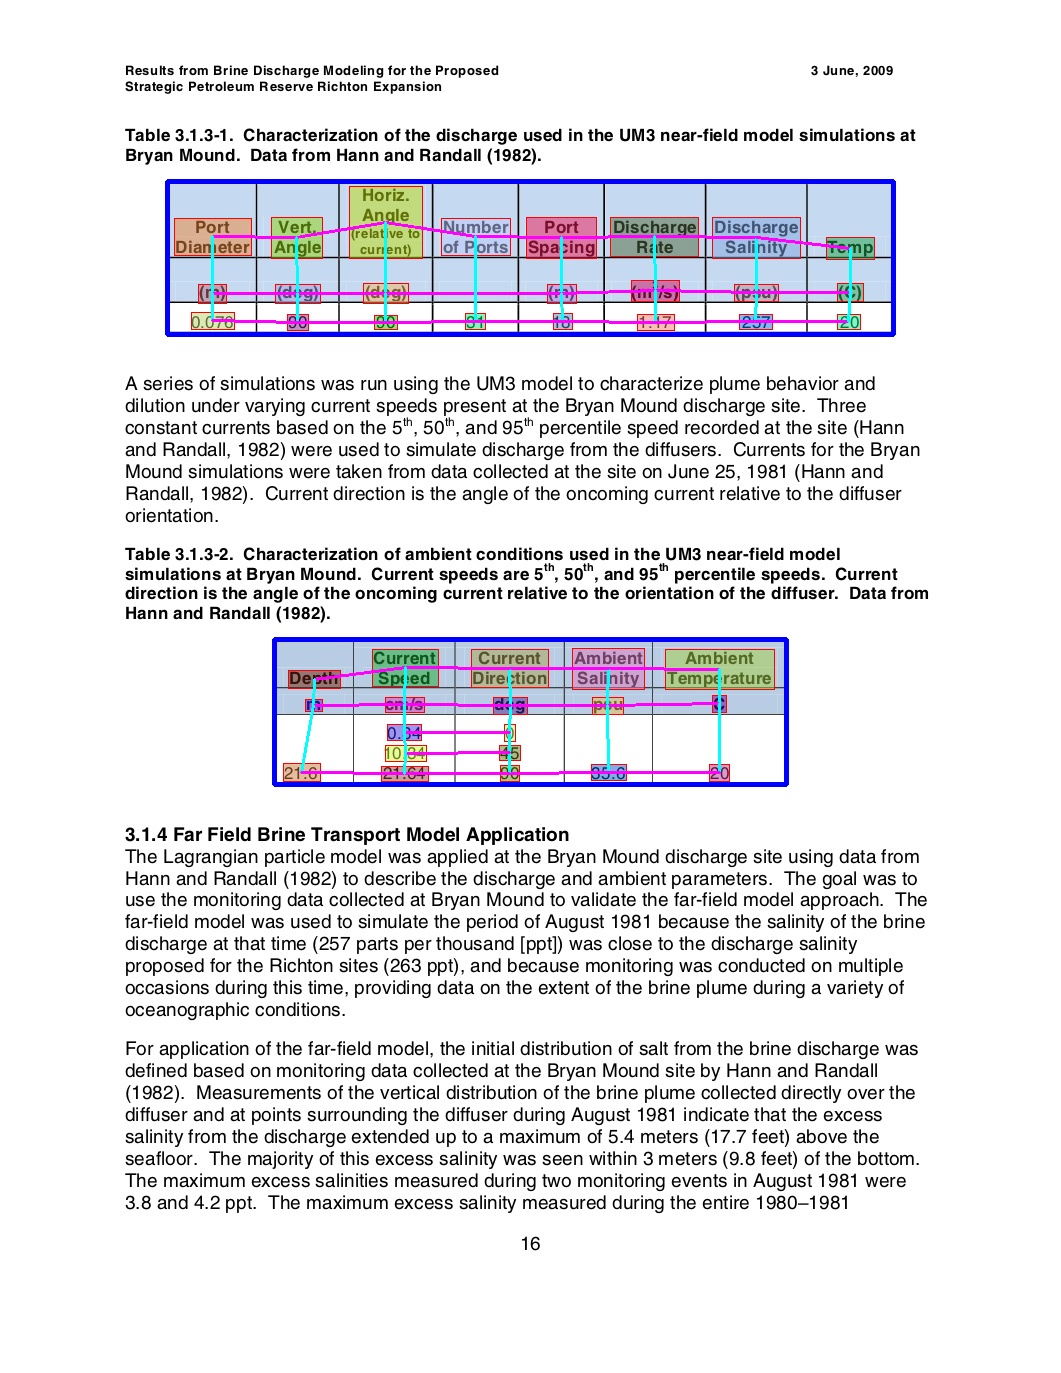 Results from Brine Discharge Modeling for the Proposed 3 June, 2009
Strategic Petroleum Reserve Richton Expansion
Table 3.1.3-1. Characterization of the discharge used in the UM3 near-field model simulations at
Bryan Mound. Data from Hann and Randall (1982).
Port Diameter Vert. Angle Horiz. Angle (relative to current) Number of Ports Port Spacing Discharge Rate Discharge Salinity Temp
(m) (deg) (deg) (m) (m³/s) (psu) (C)
0.076 90 90 31 18 1.17 257 20
A series of simulations was run using the UM3 model to characterize plume behavior and
dilution under varying current speeds present at the Bryan Mound discharge site. Three
constant currents based on the 5th, 50th, and 95th percentile speed recorded at the site (Hann
and Randall, 1982) were used to simulate discharge from the diffusers. Currents for the Bryan
Mound simulations were taken from data collected at the site on June 25, 1981 (Hann and
Randall, 1982). Current direction is the angle of the oncoming current relative to the diffuser
orientation.
Table 3.1.3-2. Characterization of ambient conditions used in the UM3 near-field model
simulations at Bryan Mound. Current speeds are 5th, 50th, and 95th percentile speeds. Current
direction is the angle of the oncoming current relative to the orientation of the diffuser. Data from
Hann and Randall (1982).
Depth Current Speed Current Direction Ambient Salinity Ambient Temperature
m cm/s deg psu C
0.34 0
10.34 45
21.6 21.64 90 35.6 20
3.1.4 Far Field Brine Transport Model Application
The Lagrangian particle model was applied at the Bryan Mound discharge site using data from
Hann and Randall (1982) to describe the discharge and ambient parameters. The goal was to
use the monitoring data collected at Bryan Mound to validate the far-field model approach. The
far-field model was used to simulate the period of August 1981 because the salinity of the brine
discharge at that time (257 parts per thousand [ppt]) was close to the discharge salinity
proposed for the Richton sites (263 ppt), and because monitoring was conducted on multiple
occasions during this time, providing data on the extent of the brine plume during a variety of
oceanographic conditions.
For application of the far-field model, the initial distribution of salt from the brine discharge was
defined based on monitoring data collected at the Bryan Mound site by Hann and Randall
(1982). Measurements of the vertical distribution of the brine plume collected directly over the
diffuser and at points surrounding the diffuser during August 1981 indicate that the excess
salinity from the discharge extended up to a maximum of 5.4 meters (17.7 feet) above the
seafloor. The majority of this excess salinity was seen within 3 meters (9.8 feet) of the bottom.
The maximum excess salinities measured during two monitoring events in August 1981 were
3.8 and 4.2 ppt. The maximum excess salinity measured during the entire 1980–1981
16